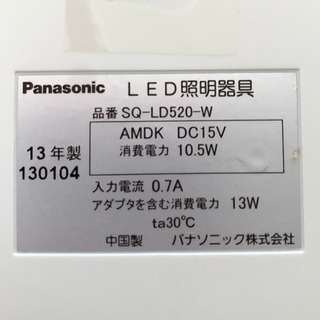 Panasonic LED照明器具
品番 SQ-LD520-W
AMDK DC15V
消費電力 10.5W
13年製
130104
入力電流 0.7A
アダプタを含む消費電力 13W
ta30℃
中国製 パナソニック株式会社